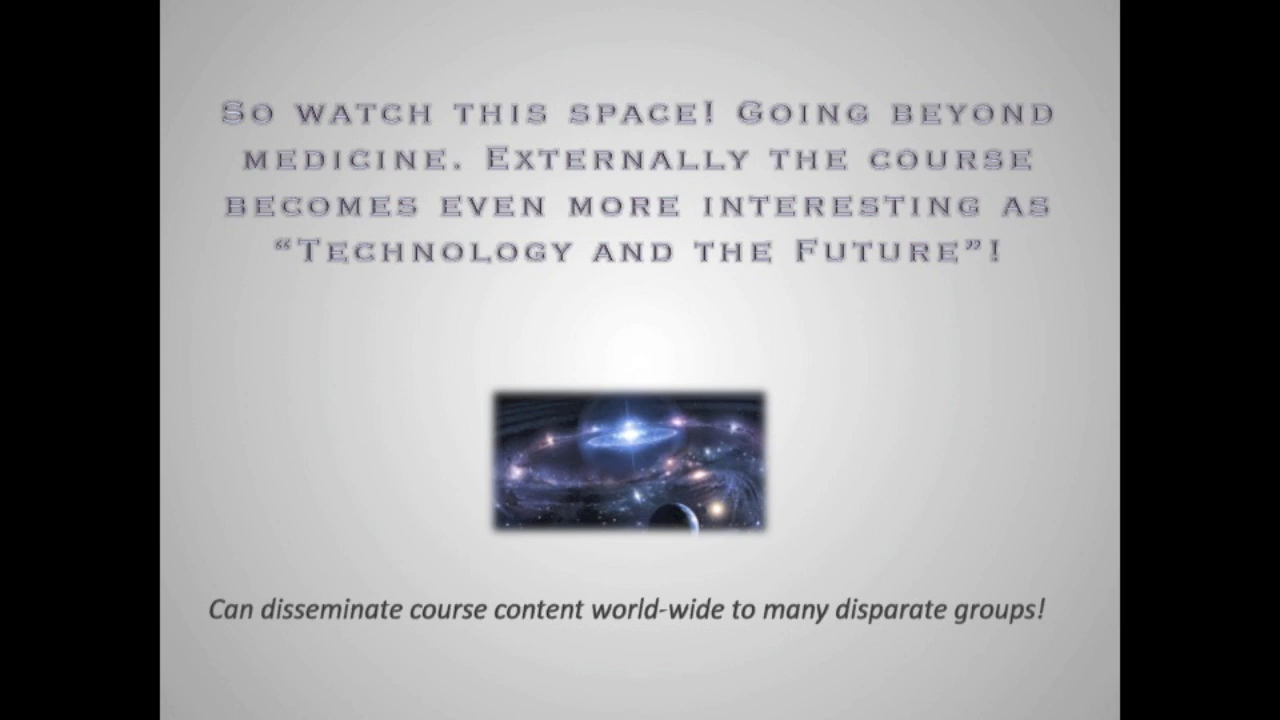 So watch this space! Going beyond
medicine. Externally the course
becomes even more interesting as
“Technology and the Future”!
Can disseminate course content world-wide to many disparate groups!